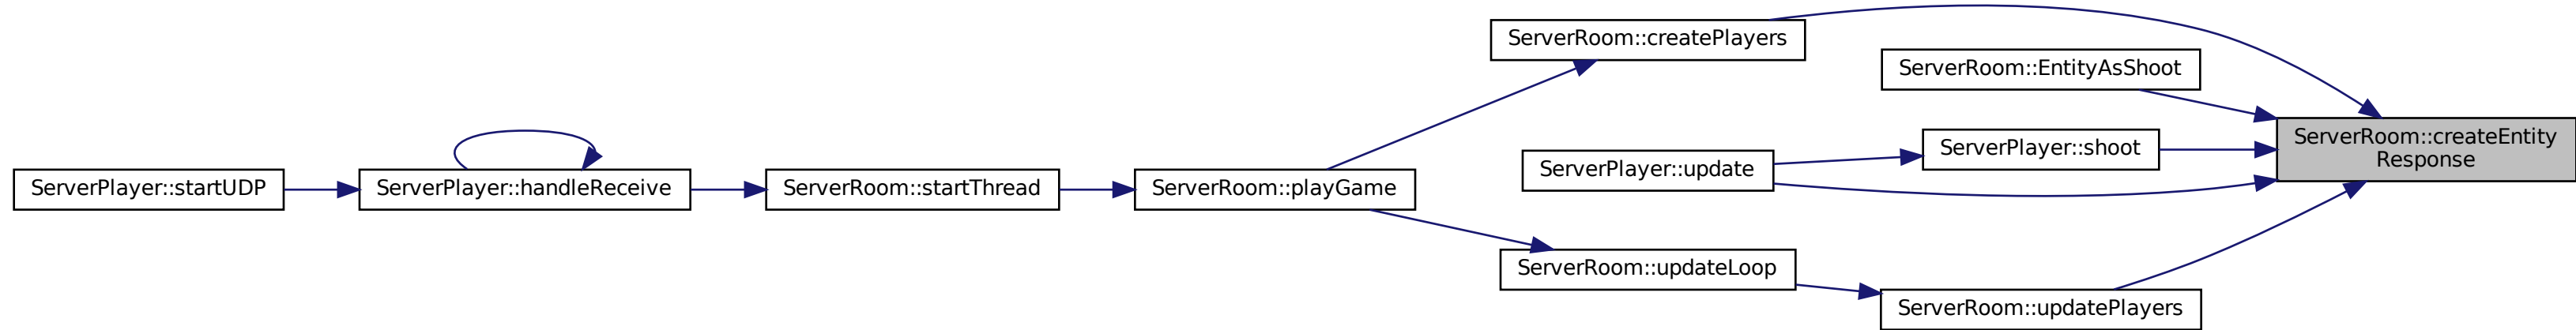 ServerRoom::createPlayers
ServerRoom::EntityAsShoot
ServerRoom::createEntity
Response
ServerPlayer::shoot
ServerPlayer::update
ServerPlayer::startUDP
ServerPlayer::handleReceive
ServerRoom::startThread
ServerRoom::playGame
ServerRoom::updateLoop
ServerRoom::updatePlayers